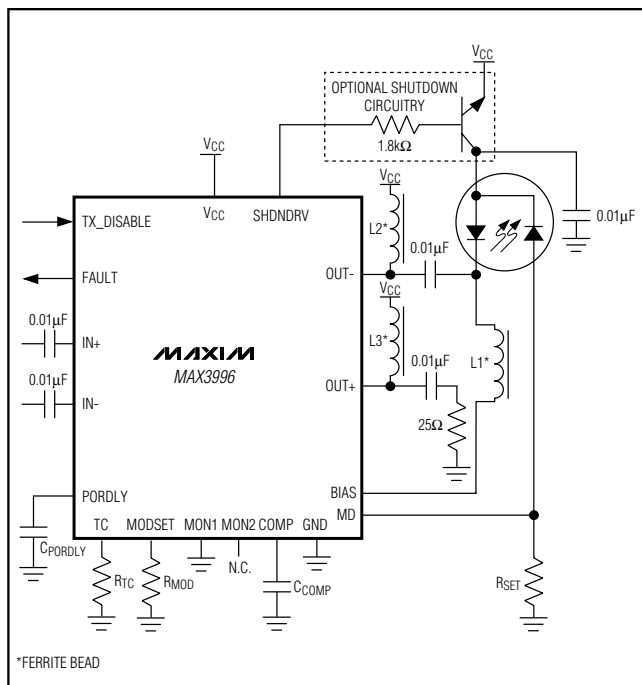 VCC
OPTIONAL SHUTDOWN
CIRCUITRY
1.8kΩ
VCC
VCC
SHDNDRV
TX_DISABLE
FAULT
0.01µF
IN+
0.01µF
IN-
MAXIM
MAX3996
PORDLY
CPORDLY
TC
MODSET
MON1
MON2
COMP
GND
RTC
RMOD
N.C.
CCOMP
VCC
L2*
0.01µF
OUT-
VCC
L3*
0.01µF
OUT+
25Ω
0.01µF
L1*
BIAS
MD
RSET
*FERRITE BEAD